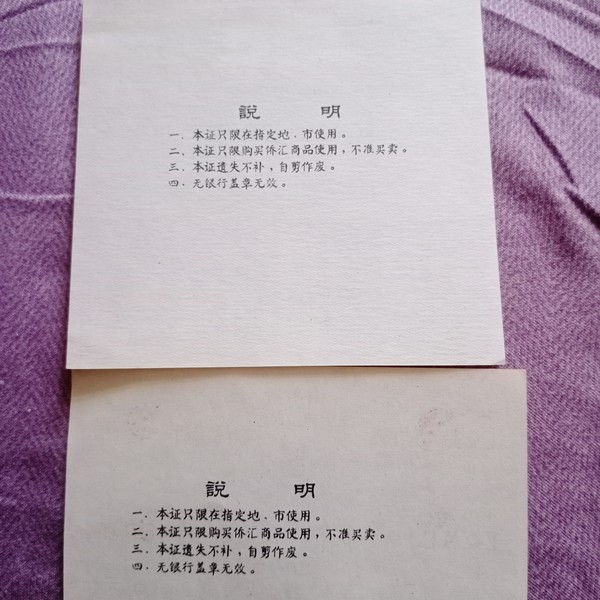 説 明
一. 本证只限在指定地.市使用。
二. 本证只限购买侨汇商品使用,不准买卖。
三. 本证遗失不补,自剪作废。
四. 无银行盖章无效。
説 明
一. 本证只限在指定地.市使用。
二. 本证只限购买侨汇商品使用,不准买卖。
三. 本证遗失不补,自剪作废。
四. 无银行盖章无效。